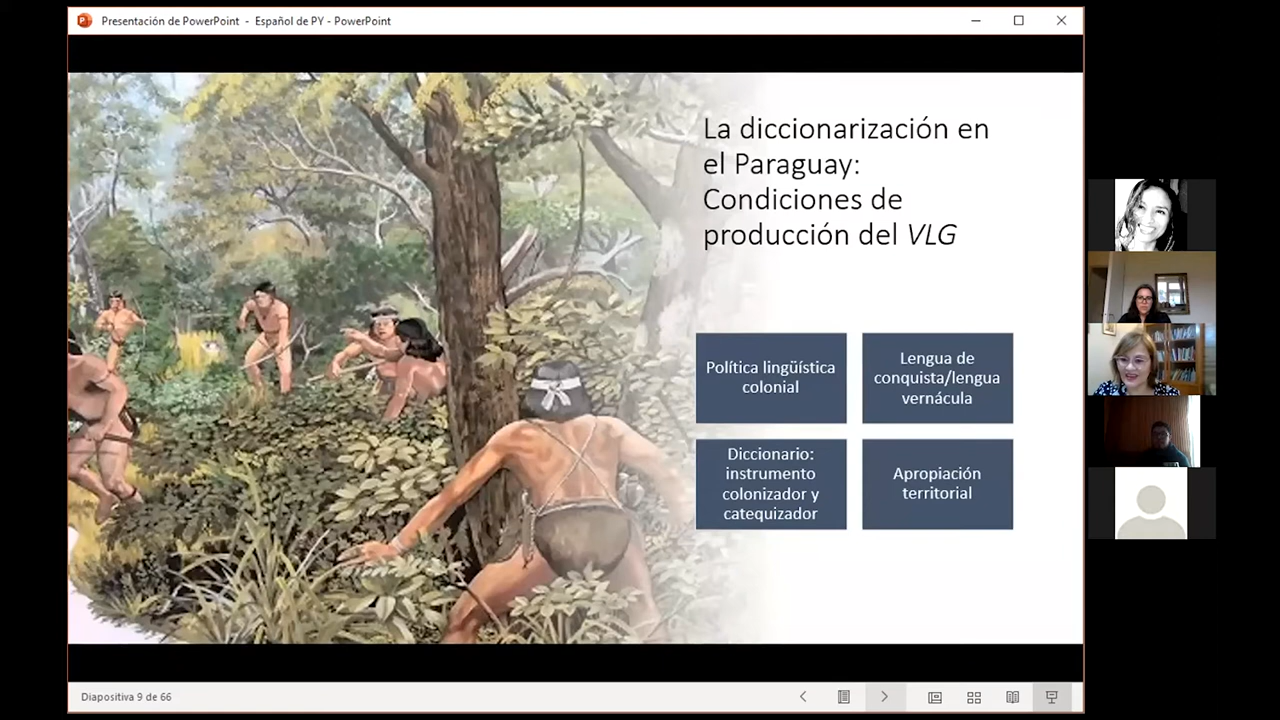 Presentación de PowerPoint - Español de PY - PowerPoint
La diccionarización en
el Paraguay:
Condiciones de
producción del VLG
Política lingüística
colonial
Lengua de
conquista/lengua
vernácula
Diccionario:
instrumento
colonizador y
catequizador
Apropiación
territorial
Diapositiva 9 de 66